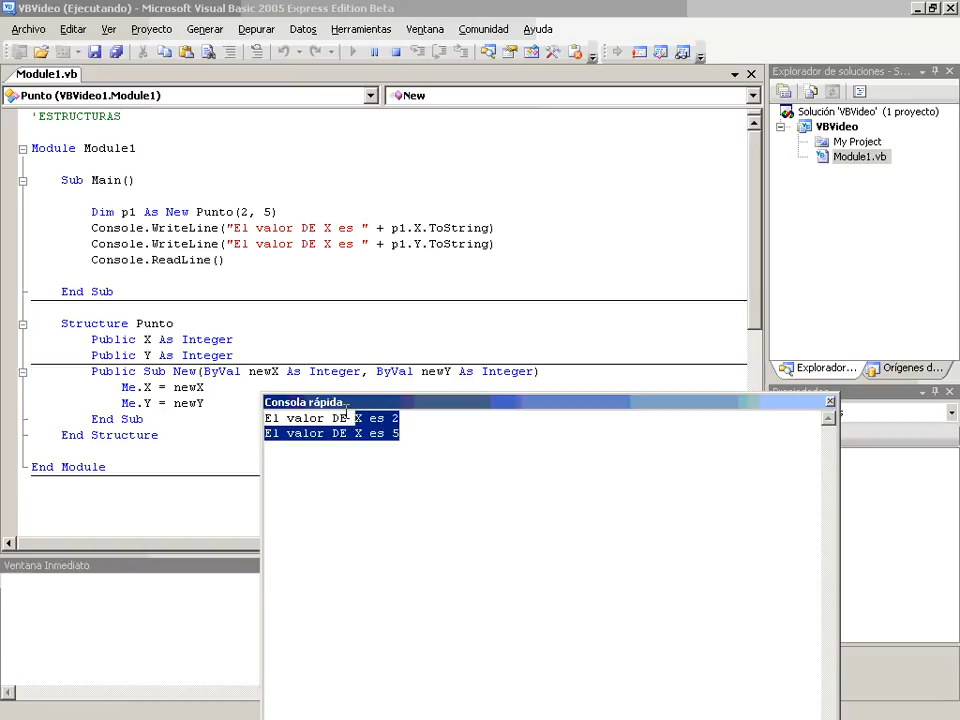 VBVideo (Ejecutando) - Microsoft Visual Basic 2005 Express Edition Beta
Archivo Editar Ver Proyecto Generar Depurar Datos Herramientas Ventana Comunidad Ayuda
Module1.vb
Punto (VBVideo1.Module1)
New
'ESTRUCTURAS
Module Module1
Sub Main()
Dim p1 As New Punto(2, 5)
Console.WriteLine("El valor DE X es " + p1.X.ToString)
Console.WriteLine("El valor DE X es " + p1.Y.ToString)
Console.ReadLine()
End Sub
Structure Punto
Public X As Integer
Public Y As Integer
Public Sub New(ByVal newX As Integer, ByVal newY As Integer)
Me.X = newX
Me.Y = newY
End Sub
End Structure
End Module
Consola rápida
El valor DE X es 2
El valor DE X es 5
Ventana Inmediato
Explorador de soluciones - S...
Solución 'VBVideo' (1 proyecto)
VBVideo
My Project
Module1.vb
Explorador...
Orígenes d...